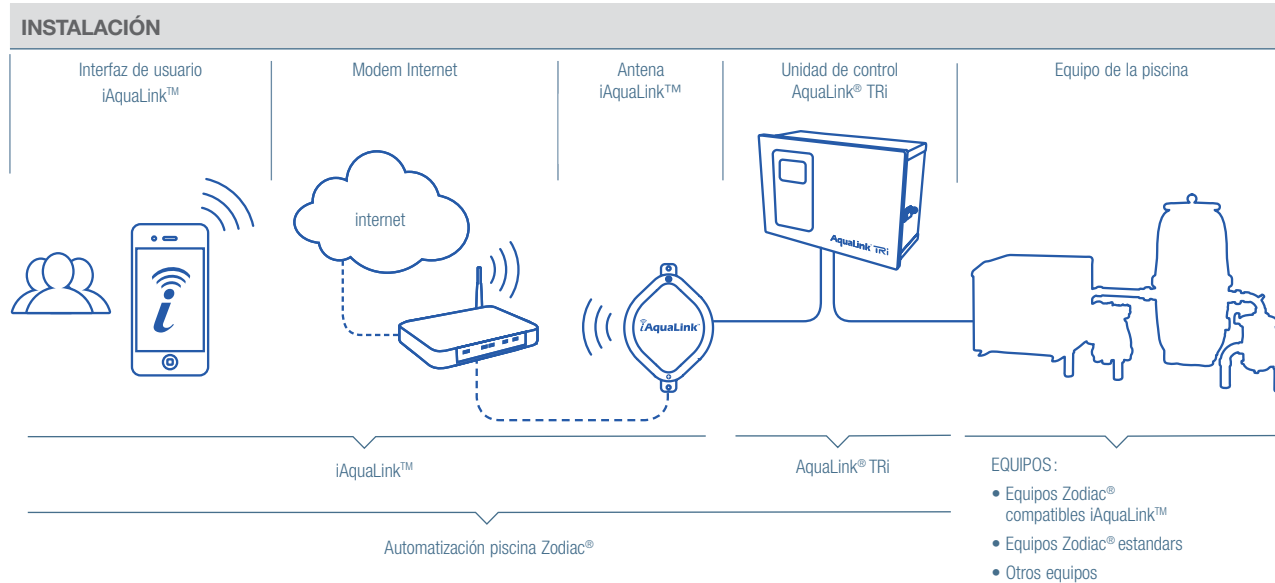 INSTALACIÓN
Interfaz de usuario
iAquaLink™
Modem Internet
Antena
iAquaLink™
Unidad de control
AquaLink® TRi
Equipo de la piscina
internet
AquaLink TRi
iAquaLink™
i
iAquaLink™
AquaLink® TRi
Automatización piscina Zodiac®
EQUIPOS:
• Equipos Zodiac®
compatibles iAquaLink™
• Equipos Zodiac® estandars
• Otros equipos